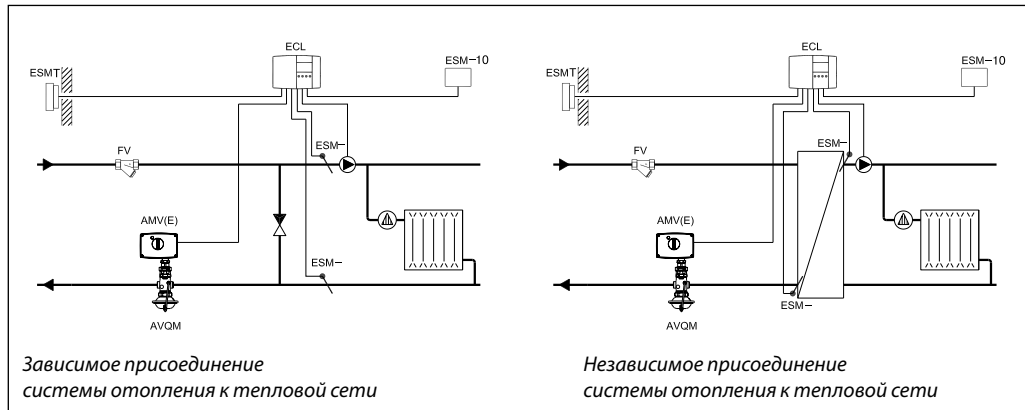 ECL
ESM-10
ESMT
ESM-
FV
AMV(E)
ESM-
AVQM
Зависимое присоединение
системы отопления к тепловой сети
ECL
ESM-10
ESMT
ESM-
FV
AMV(E)
ESM-
AVQM
Независимое присоединение
системы отопления к тепловой сети